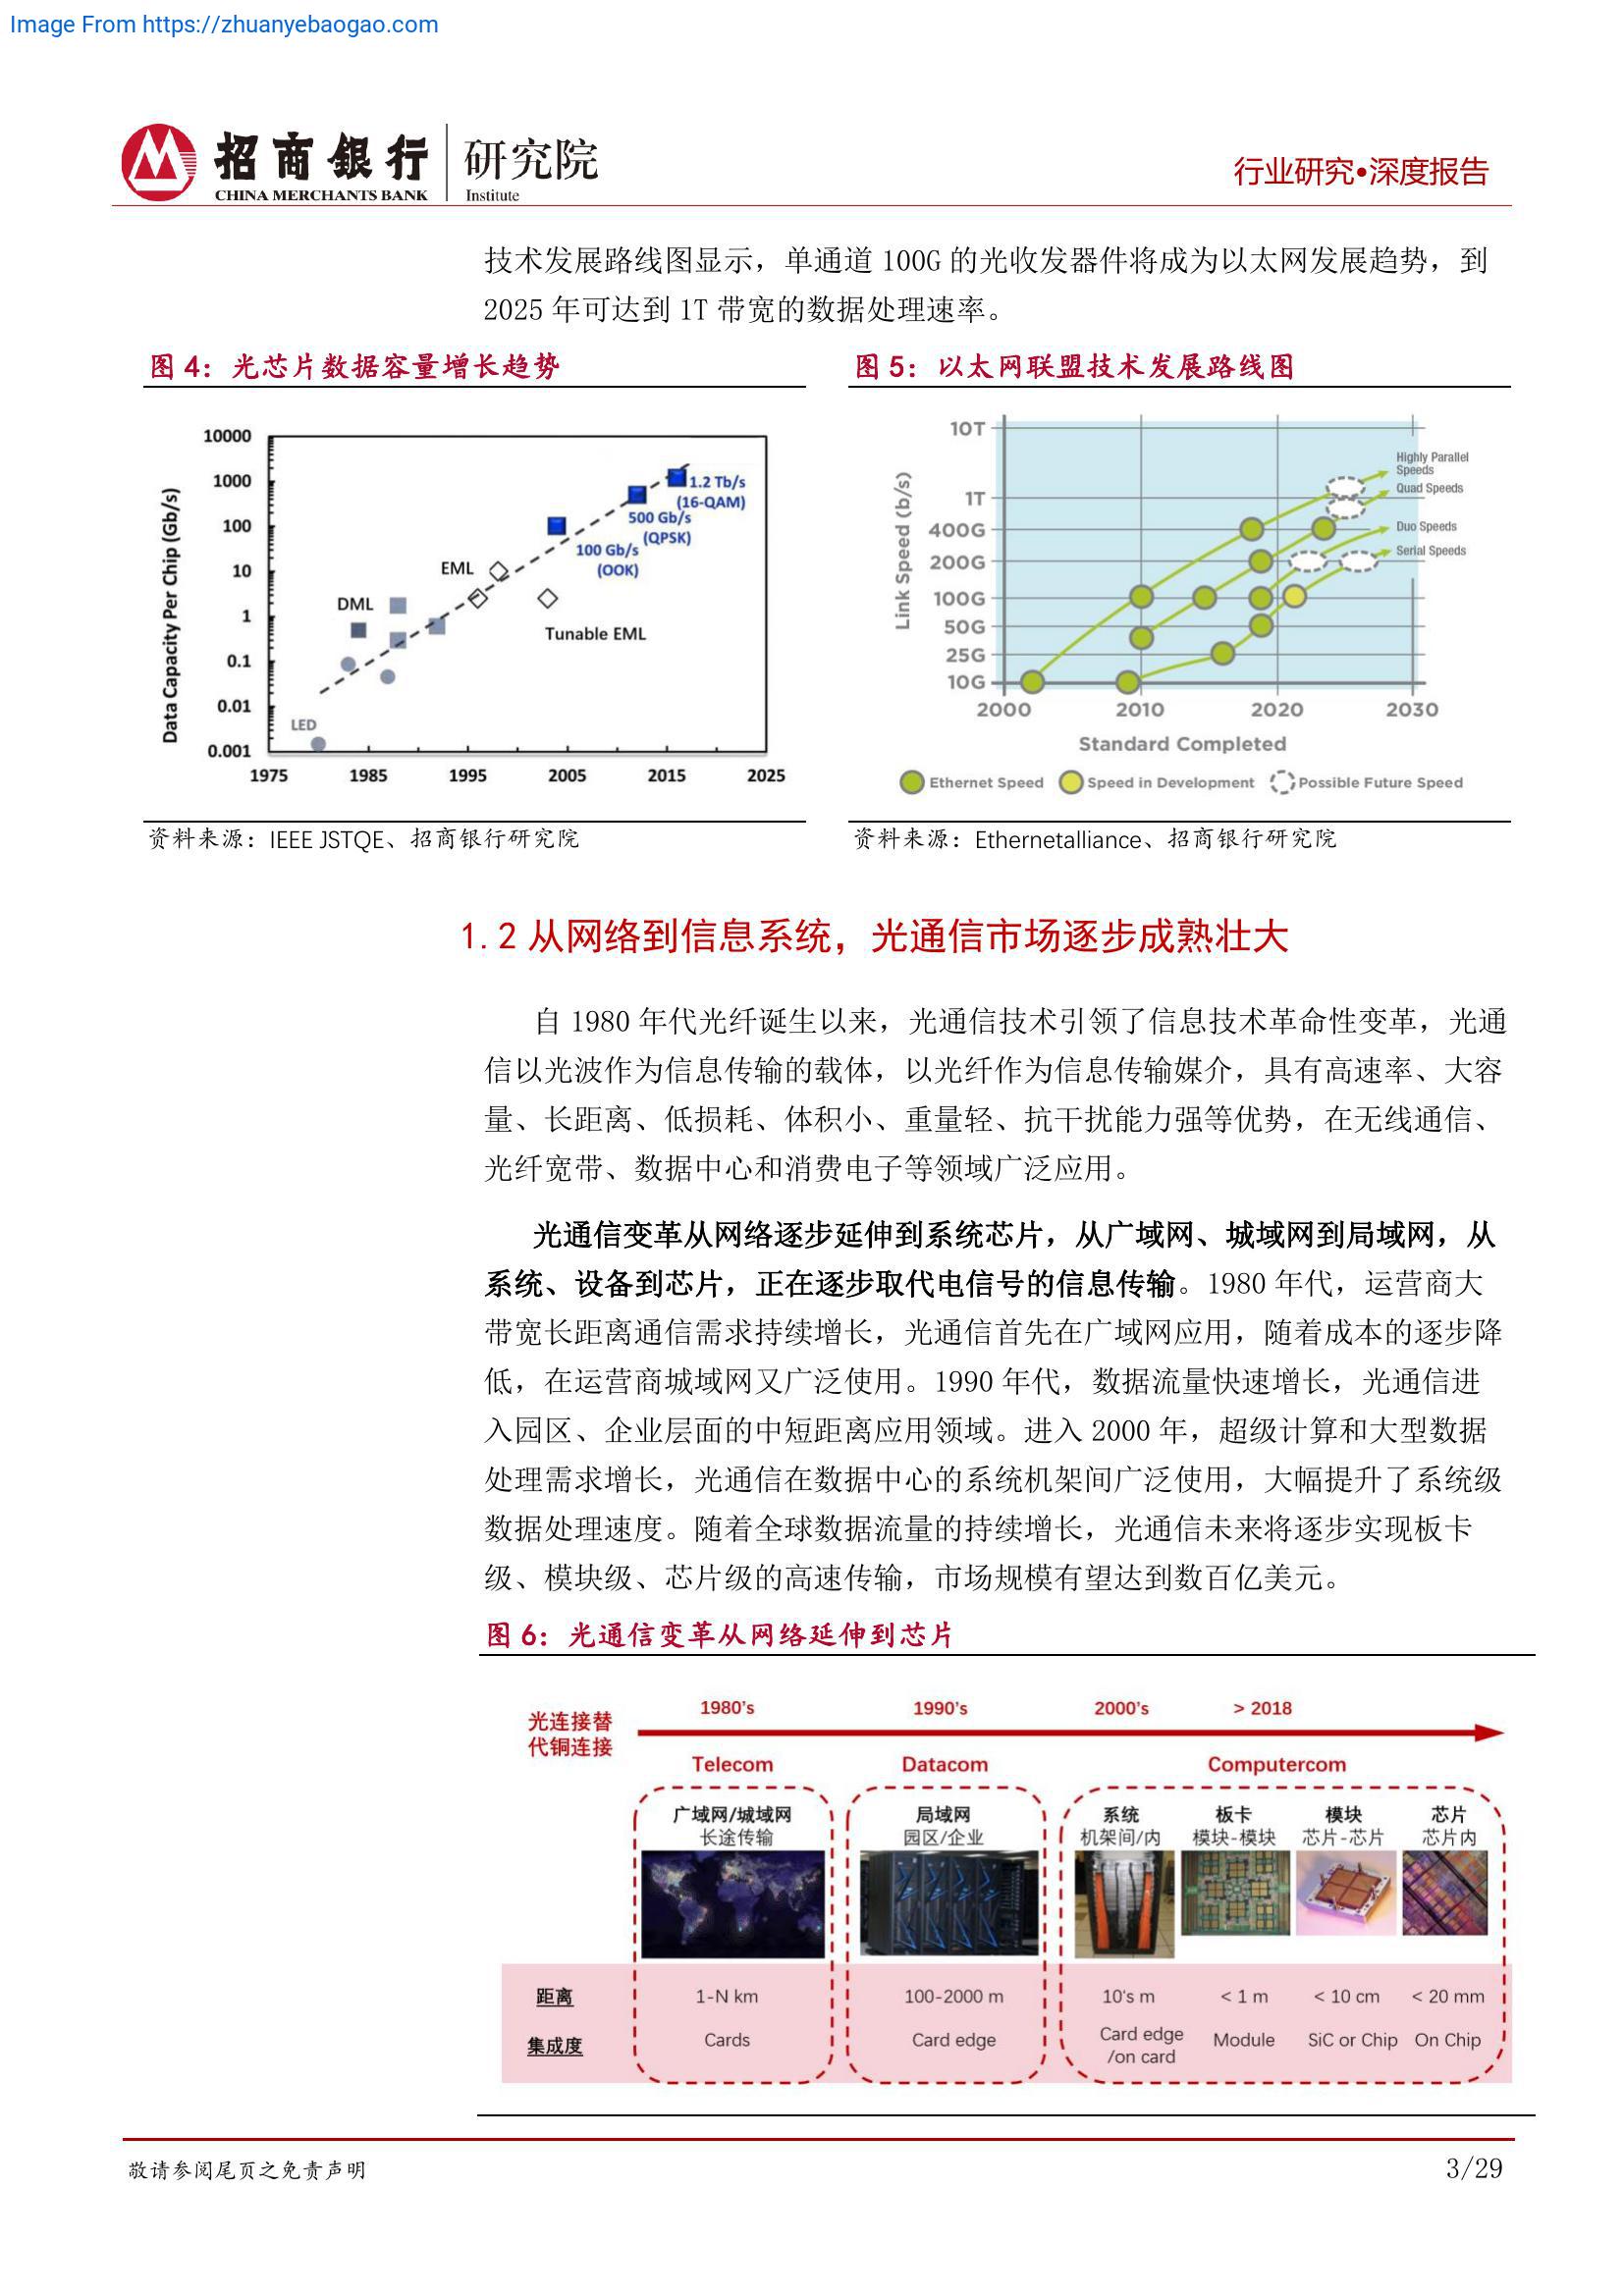 Image From https://zhuanyebaogao.com
招商銀行 研究院
CHINA MERCHANTS BANK Institute
行业研究•深度报告
技术发展路线图显示，单通道 100G 的光收发器件将成为以太网发展趋势，到
2025 年可达到 1T 带宽的数据处理速率。
图 4：光芯片数据容量增长趋势
Data Capacity Per Chip (Gb/s)
10000
1000
100
10
1
0.1
0.01
0.001
1975 1985 1995 2005 2015 2025
LED
DML
EML
Tunable EML
100 Gb/s
(OOK)
500 Gb/s
(QPSK)
1.2 Tb/s
(16-QAM)
资料来源：IEEE JSTQE、招商银行研究院
图 5：以太网联盟技术发展路线图
Link Speed (b/s)
10T
1T
400G
200G
100G
50G
25G
10G
2000 2010 2020 2030
Standard Completed
Highly Parallel
Speeds
Quad Speeds
Duo Speeds
Serial Speeds
Ethernet Speed Speed in Development Possible Future Speed
资料来源：Ethernetalliance、招商银行研究院
1.2 从网络到信息系统，光通信市场逐步成熟壮大
自 1980 年代光纤诞生以来，光通信技术引领了信息技术革命性变革，光通
信以光波作为信息传输的载体，以光纤作为信息传输媒介，具有高速率、大容
量、长距离、低损耗、体积小、重量轻、抗干扰能力强等优势，在无线通信、
光纤宽带、数据中心和消费电子等领域广泛应用。
光通信变革从网络逐步延伸到系统芯片，从广域网、城域网到局域网，从
系统、设备到芯片，正在逐步取代电信号的信息传输。1980 年代，运营商大
带宽长距离通信需求持续增长，光通信首先在广域网应用，随着成本的逐步降
低，在运营商城域网又广泛使用。1990 年代，数据流量快速增长，光通信进
入园区、企业层面的中短距离应用领域。进入 2000 年，超级计算和大型数据
处理需求增长，光通信在数据中心的系统机架间广泛使用，大幅提升了系统级
数据处理速度。随着全球数据流量的持续增长，光通信未来将逐步实现板卡
级、模块级、芯片级的高速传输，市场规模有望达到数百亿美元。
图 6：光通信变革从网络延伸到芯片
光连接替
代铜连接
1980's 1990's 2000's > 2018
Telecom Datacom Computercom
广域网/城域网 局域网 系统 板卡 模块 芯片
长途传输 园区/企业 机架间/内 模块-模块 芯片-芯片 芯片内
距离 1-N km 100-2000 m 10's m < 1 m < 10 cm < 20 mm
集成度 Cards Card edge Card edge /on card Module SiC or Chip On Chip
敬请参阅尾页之免责声明
3/29